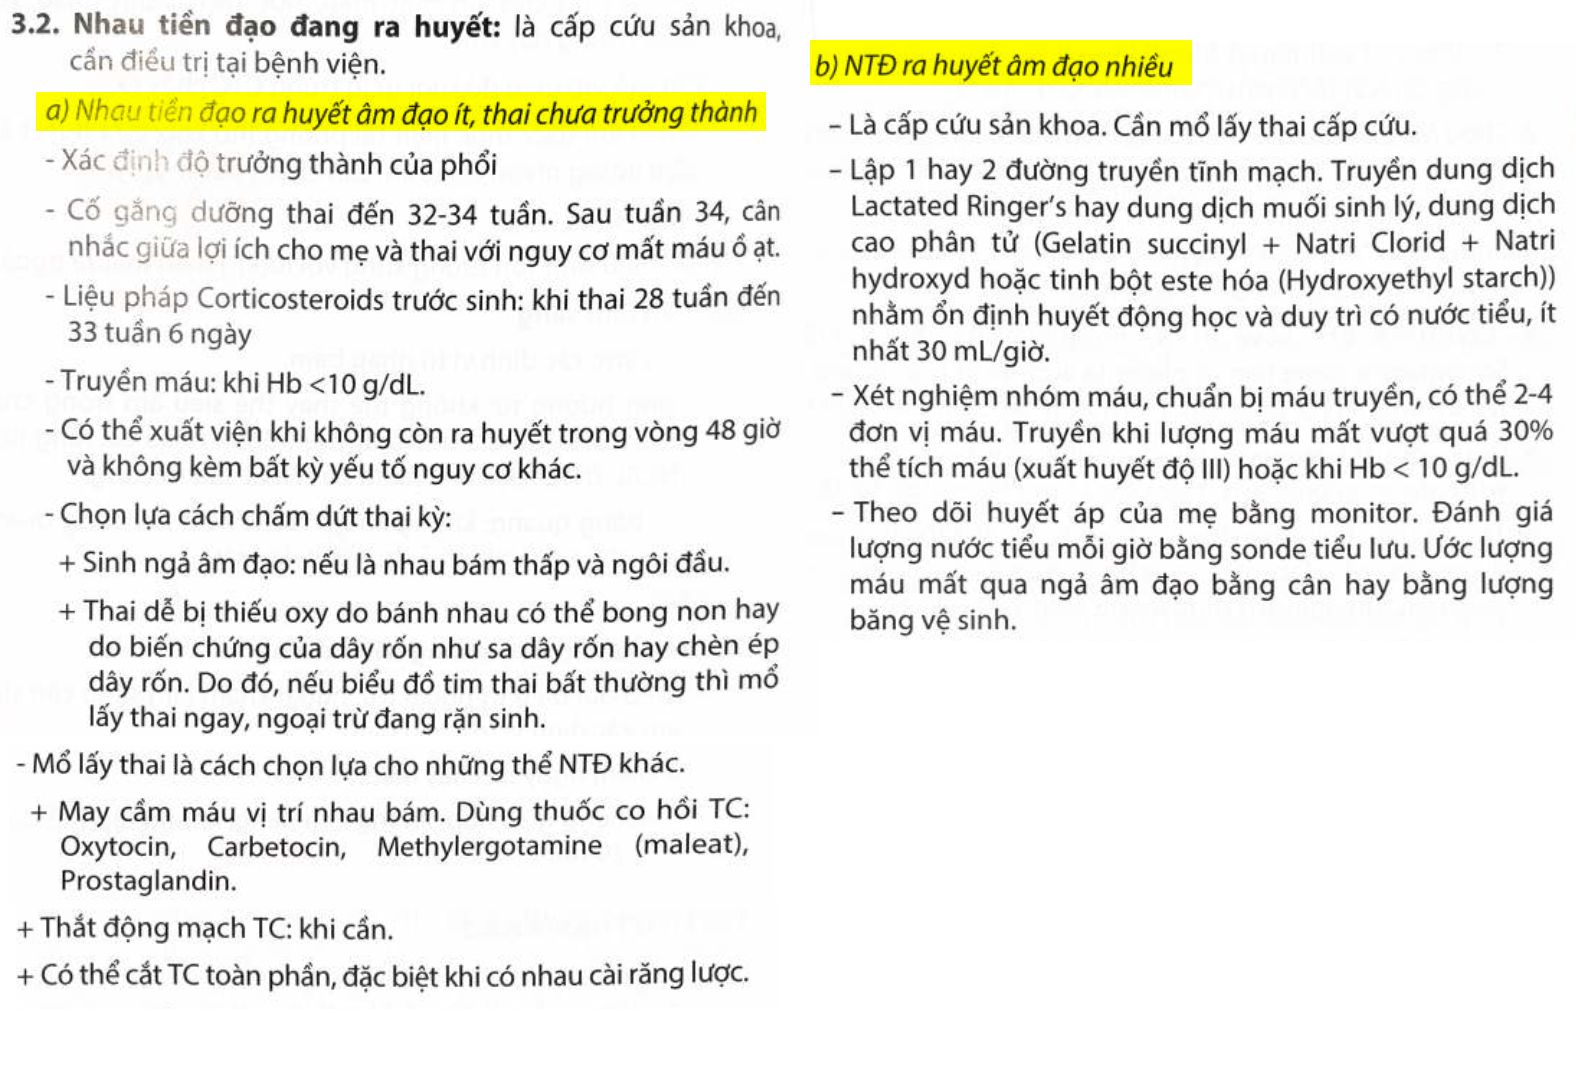 3.2. Nhau tiền đạo đang ra huyết: là cấp cứu sản khoa,
cần điều trị tại bệnh viện.
a) Nhau tiền đạo ra huyết âm đạo ít, thai chưa trưởng thành
- Xác định độ trưởng thành của phổi
- Cố gắng dưỡng thai đến 32-34 tuần. Sau tuần 34, cân
nhắc giữa lợi ích cho mẹ và thai với nguy cơ mất máu ồ ạt.
- Liệu pháp Corticosteroids trước sinh: khi thai 28 tuần đến
33 tuần 6 ngày
- Truyền máu: khi Hb <10 g/dL.
- Có thể xuất viện khi không còn ra huyết trong vòng 48 giờ
và không kèm bất kỳ yếu tố nguy cơ khác.
- Chọn lựa cách chấm dứt thai kỳ:
+ Sinh ngả âm đạo: nếu là nhau bám thấp và ngôi đầu.
+ Thai dễ bị thiếu oxy do bánh nhau có thể bong non hay
do biến chứng của dây rốn như sa dây rốn hay chèn ép
dây rốn. Do đó, nếu biểu đồ tim thai bất thường thì mổ
lấy thai ngay, ngoại trừ đang rặn sinh.
- Mổ lấy thai là cách chọn lựa cho những thể NTĐ khác.
+ May cầm máu vị trí nhau bám. Dùng thuốc co hồi TC:
Oxytocin, Carbetocin, Methylergotamine (maleat),
Prostaglandin.
+ Thắt động mạch TC: khi cần.
+ Có thể cắt TC toàn phần, đặc biệt khi có nhau cài răng lược.
b) NTĐ ra huyết âm đạo nhiều
– Là cấp cứu sản khoa. Cần mổ lấy thai cấp cứu.
– Lập 1 hay 2 đường truyền tĩnh mạch. Truyền dung dịch
Lactated Ringer's hay dung dịch muối sinh lý, dung dịch
cao phân tử (Gelatin succinyl + Natri Clorid + Natri
hydroxyd hoặc tinh bột este hóa (Hydroxyethyl starch))
nhằm ổn định huyết động học và duy trì có nước tiểu, ít
nhất 30 mL/giờ.
– Xét nghiệm nhóm máu, chuẩn bị máu truyền, có thể 2-4
đơn vị máu. Truyền khi lượng máu mất vượt quá 30%
thể tích máu (xuất huyết độ III) hoặc khi Hb < 10 g/dL.
– Theo dõi huyết áp của mẹ bằng monitor. Đánh giá
lượng nước tiểu mỗi giờ bằng sonde tiểu lưu. Ước lượng
máu mất qua ngả âm đạo bằng cân hay bằng lượng
băng vệ sinh.